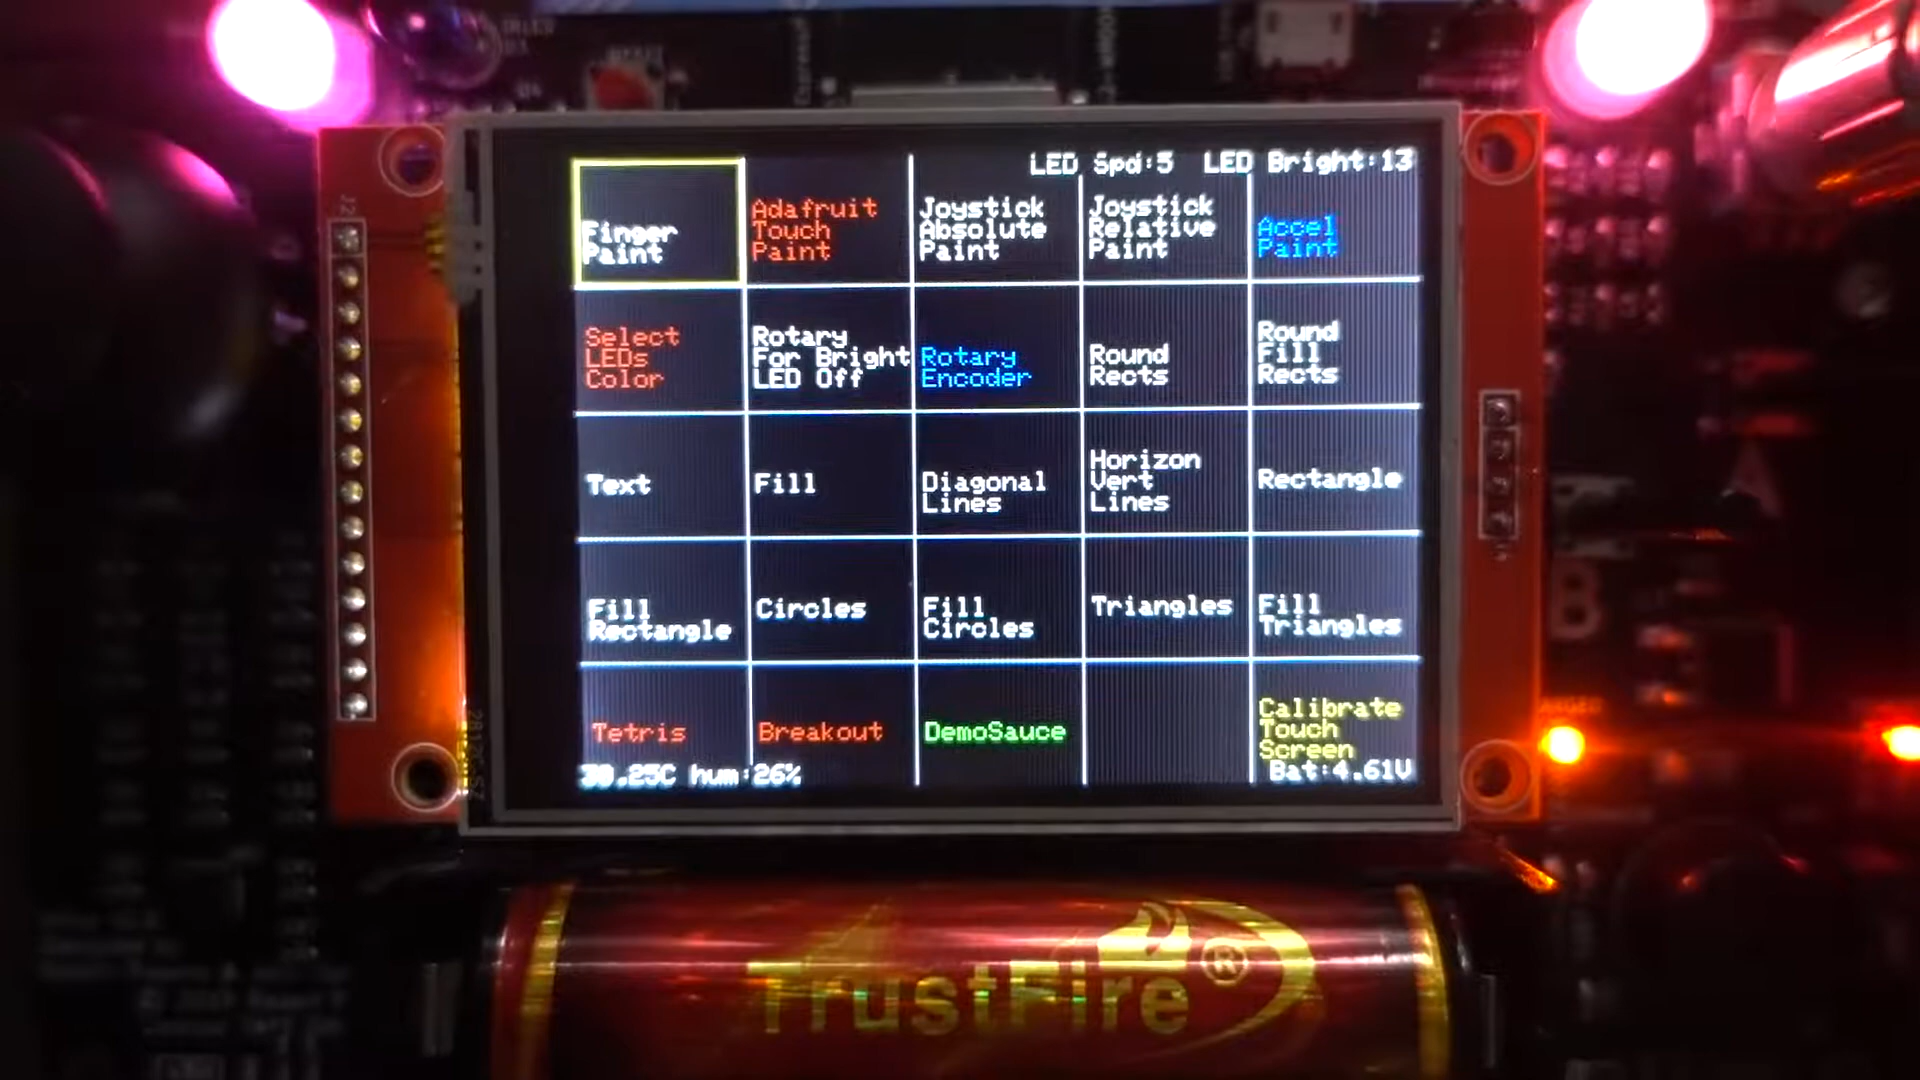 LED Spd:5 LED Bright:13
Finger
Paint
Adafruit
Touch
Paint
Joystick
Absolute
Paint
Joystick
Relative
Paint
Accel
Paint
Select
LEDs
Color
Rotary
For Bright
LED Off
Rotary
Encoder
Round
Rects
Round
Fill
Rects
Text
Fill
Diagonal
Lines
Horizon
Vert
Lines
Rectangle
Fill
Rectangle
Circles
Fill
Circles
Triangles
Fill
Triangles
Tetris
Breakout
DemoSauce
Calibrate
Touch
Screen
30.25C hum:26%
Bat:4.61V
B
TrustFire®